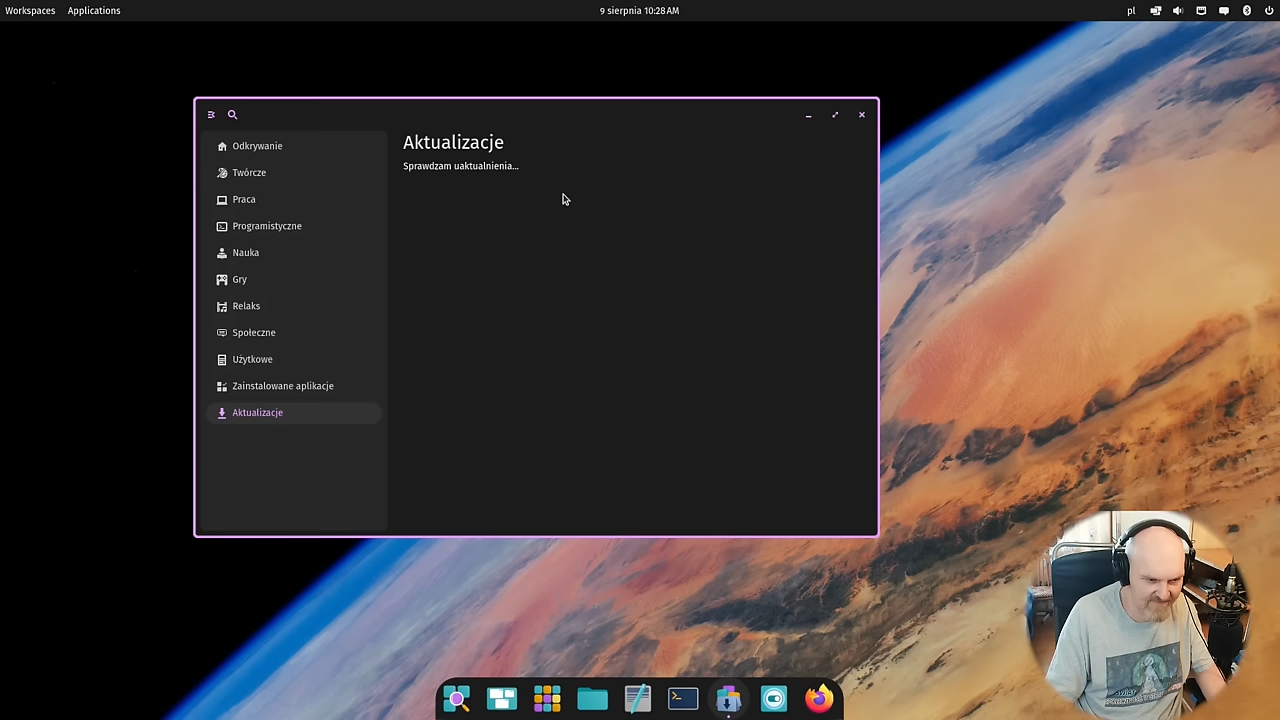 Workspaces Applications 9 sierpnia 10:28 AM pl
Aktualizacje
Sprawdzam uaktualnienia...
Odkrywanie
Twórcze
Praca
Programistyczne
Nauka
Gry
Relaks
Społeczne
Użytkowe
Zainstalowane aplikacje
Aktualizacje